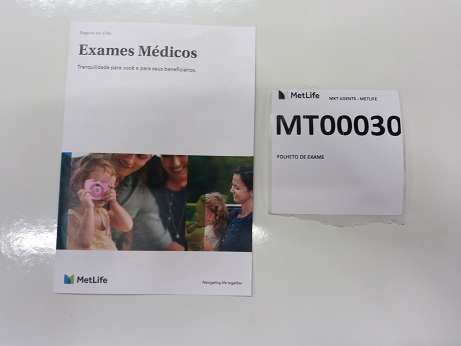 Seguro de Vida
Exames Médicos
Tranquilidade para você e para seus beneficiários.
MetLife
Navigating life together
MetLife
MKT AGENTS - METLIFE
MT00030
FOLHETO DE EXAME